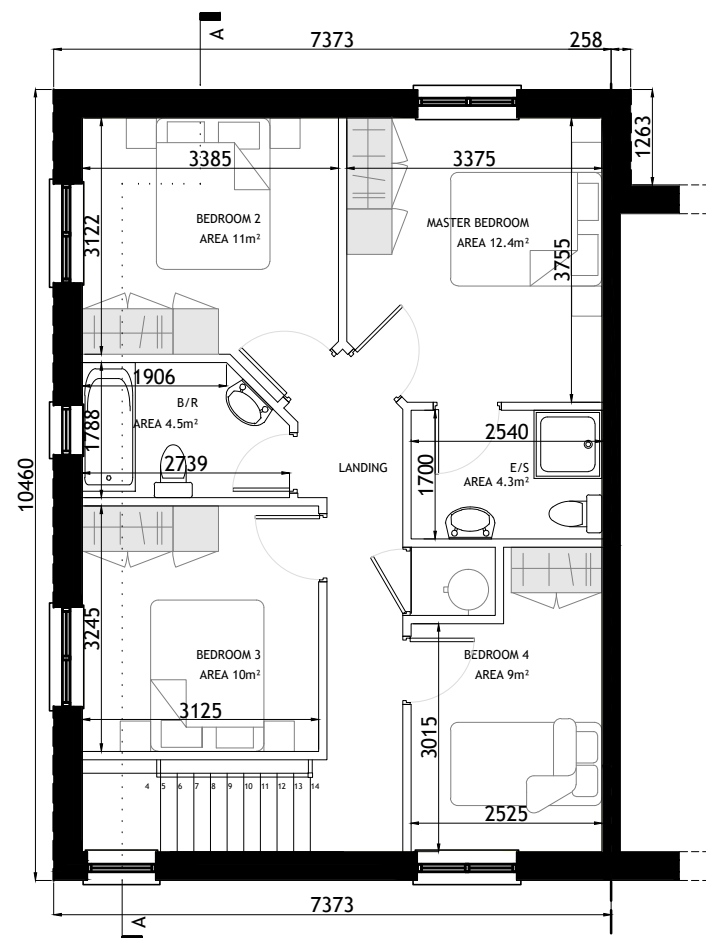 A
7373
258
1263
3385
3375
3122
BEDROOM 2
AREA 11m²
MASTER BEDROOM
AREA 12.4m²
3755
1906
B/R
AREA 4.5m²
1788
2739
10460
LANDING
2540
1700
E/S
AREA 4.3m²
3245
BEDROOM 3
AREA 10m²
3125
BEDROOM 4
AREA 9m²
3015
2525
4 5 6 7 8 9 10 11 12 13 14
7373
A